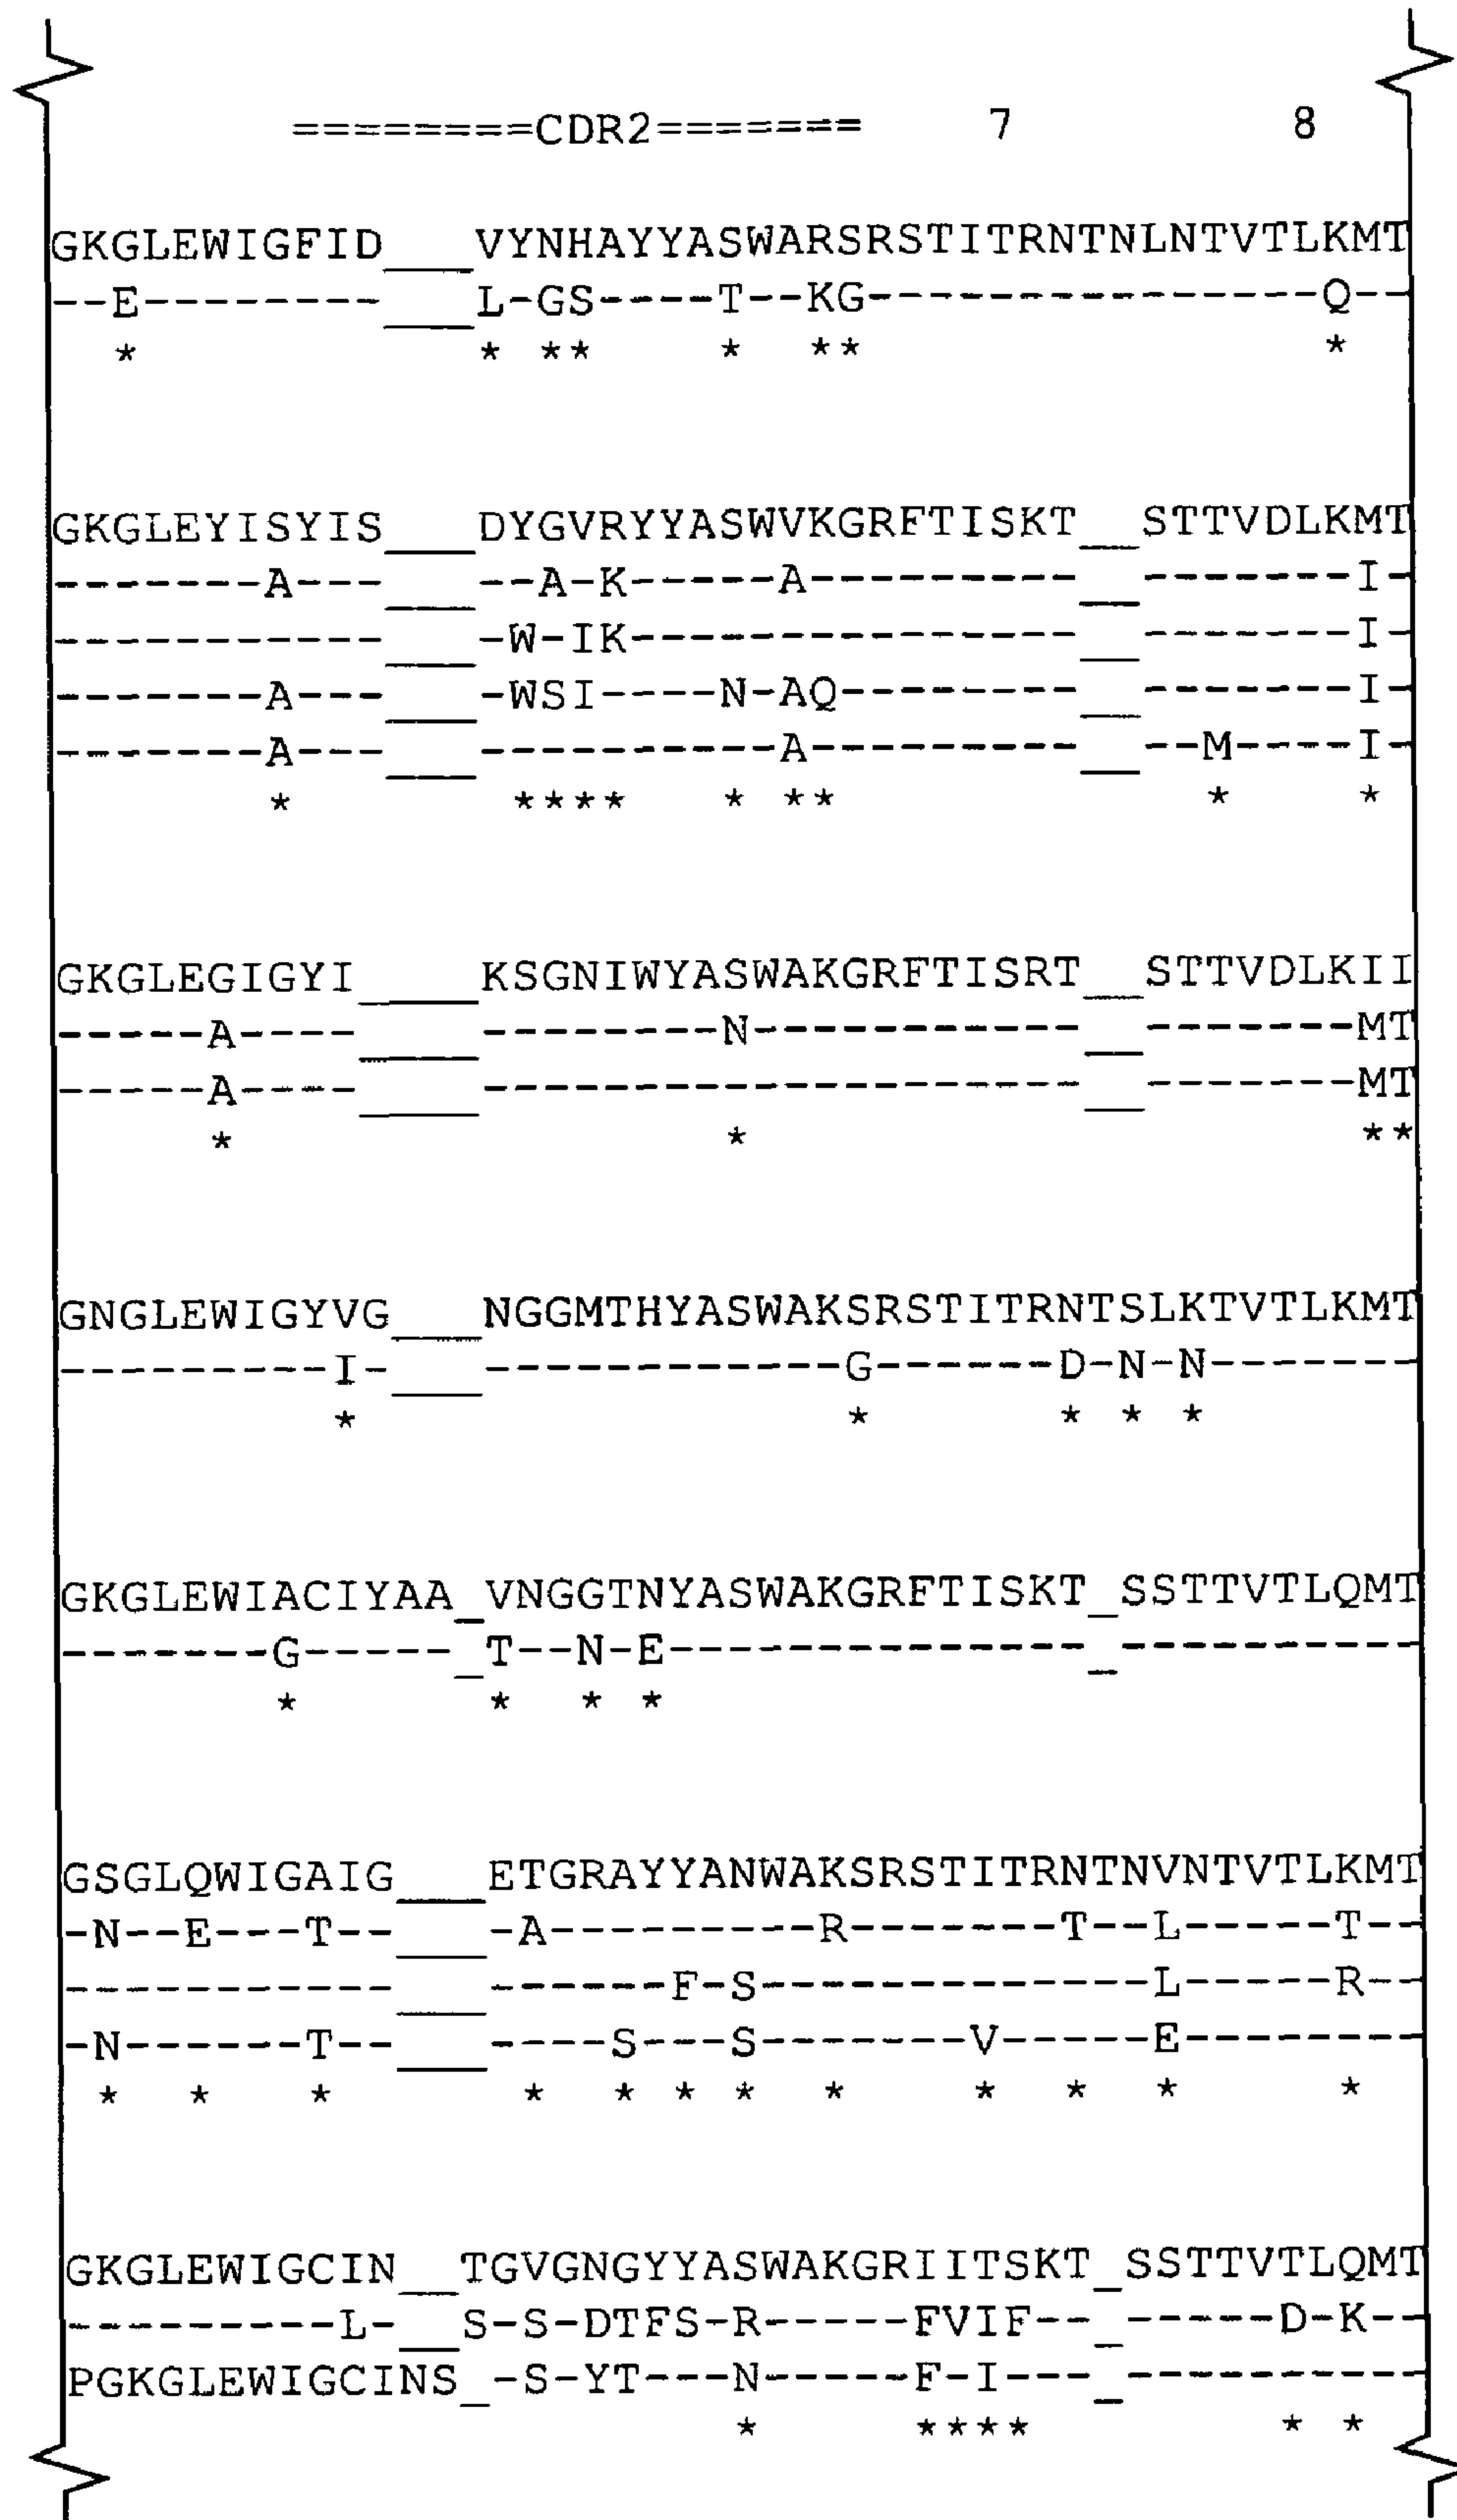 ========CDR2======= 7 8
GKGLEWIGFID___VYNHAYYASWARSRSTITRNTNLNTVTLKMT
--E--------___L-GS----T--KG---------------Q--
* * ** * ** *
GKGLEYISYIS___DYGVRYYASWVKGRFTISKT__STTVDLKMT
-------A---___--A-K-----A---------__-------I-
-----------___-W-IK---------------__-------I-
-------A---___-WSI----N-AQ--------__-------I-
-------A---___----------A---------__--M----I-
* **** * ** * *
GKGLEGIGYI____KSGNIWYASWAKGRFTISRT__STTVDLKII
-----A----____--------N-----------__-------MT
-----A----____--------------------__-------MT
* * **
GNGLEWIGYVG___NGGMTHYASWAKSRSTITRNTSLKTVTLKMT
---------I-___------------G------D-N-N-------
* * * * *
GKGLEWIACIYAA_VNGGTNYASWAKGRFTISKT_SSTTVTLQMT
-------G-----_T--N-E--------------_----------
* * * *
GSGLQWIGAIG___ETGRAYYANWAKSRSTITRNTNVNTVTLKMT
-N--E---T--___-A---------R-------T--L-----T--
-----------___------F-S-------------L-----R--
-N------T--___----S---S-------V-----E--------
* * * * * * * * * * * *
GKGLEWIGCIN__TGVGNGYYASWAKGRIITSKT_SSTTVTLQMT
---------L-__S-S-DTFS-R-----FVIF--_-----D-K--
PGKGLEWIGCINS_-S-YT---N-----F-I---_----------
* **** * *